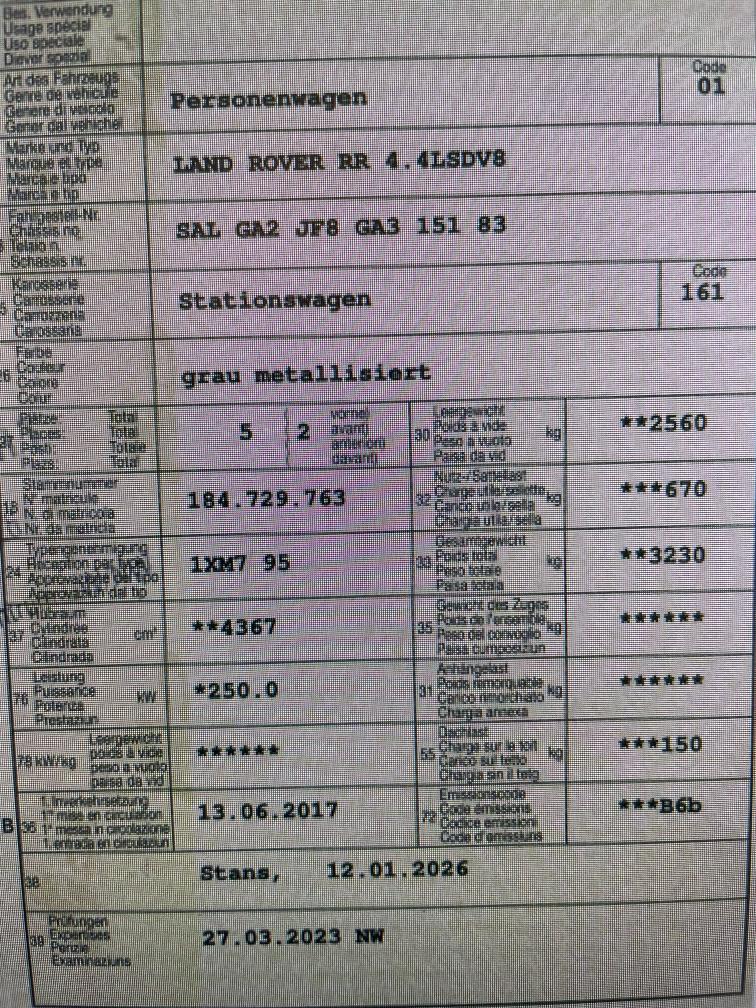 Bes. Verwendung
Usage spécial
Uso speciale
Diever spezial
Art des Fahrzeugs
Genre de véhicule
Genere di veicolo
Gener dal vehichel
Personenwagen
Code
01
Marke und Typ
Marque et type
Marca e tipo
Marca e tip
LAND ROVER RR 4.4LSDV8
Fahrgestell-Nr.
Châssis no
Telaio n.
Schassis nr.
SAL GA2 JF8 GA3 151 83
Karosserie
Carrosserie
Carrozzeria
Carossaria
Stationswagen
Code
161
Farbe
Couleur
Colore
Colur
grau metallisiert
Plätze: Total
Places: Total
Posti: Totale
Plazs: Total
5
2
vorne)
avant)
anteriori)
davant)
30
Leergewicht
Poids à vide
Peso a vuoto
Paisa da vid
kg
**2560
18
Stammnummer
N° matricule
N. di matricola
Nr. da matricla
184.729.763
32
Nutz-/Sattellast
Charge utile/sellette
Carico utile/sella
Chargia utila/sella
kg
***670
24
Typengenehmigung
Réception par type
Approvazione del tipo
Approvaziun dal tip
1XM7 95
33
Gesamtgewicht
Poids total
Peso totale
Paisa totala
kg
**3230
37
Hubraum
Cylindrée
Cilindrata
Cilindrada
cm³
**4367
35
Gewicht des Zuges
Poids de l'ensemble
Peso del convoglio
Paisa cumposiziun
kg
******
76
Leistung
Puissance
Potenza
Prestaziun
kW
*250.0
31
Anhängelast
Poids remorquable
Carico rimorchiato
Chargia annexa
kg
******
78 kW/kg
Leergewicht
poids à vide
peso a vuoto
paisa da vid
******
55
Dachlast
Charge sur le toit
Carico sul tetto
Chargia sin il tetg
kg
***150
B
36
1. Inverkehrsetzung
1re mise en circulation
1a messa in circolazione
1. entrada en circulaziun
13.06.2017
72
Emissionscode
Code émissions
Codice emissioni
Code d'emissiuns
***B6b
38
Stans, 12.01.2026
39
Prüfungen
Expertises
Perizie
Examinaziuns
27.03.2023 NW